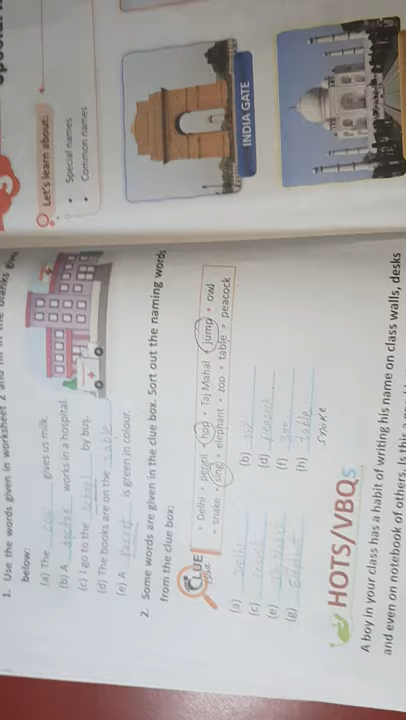 Let's learn about:
• Special names
• Common names
INDIA GATE
1. Use the words given in worksheet 2 and fill in the blanks
below:
(a) The cow gives us milk.
(b) A doctor works in a hospital.
(c) I go to the school by bus.
(d) The books are on the table
(e) A Parrot is green in colour.
2. Some words are given in the clue box. Sort out the naming words
from the clue box:
CLUE
• Delhi • pencil • hop • Taj Mahal • jump • owl
• snake • sing • elephant • zoo • table • peacock
(a) Delhi (b)
(c) (d) peacock
(e) (f) zoo
(g) Elephant (h) table
snake
HOTS/VBQs
A boy in your class has a habit of writing his name on class walls, desks
and even on notebook of others. Is this a